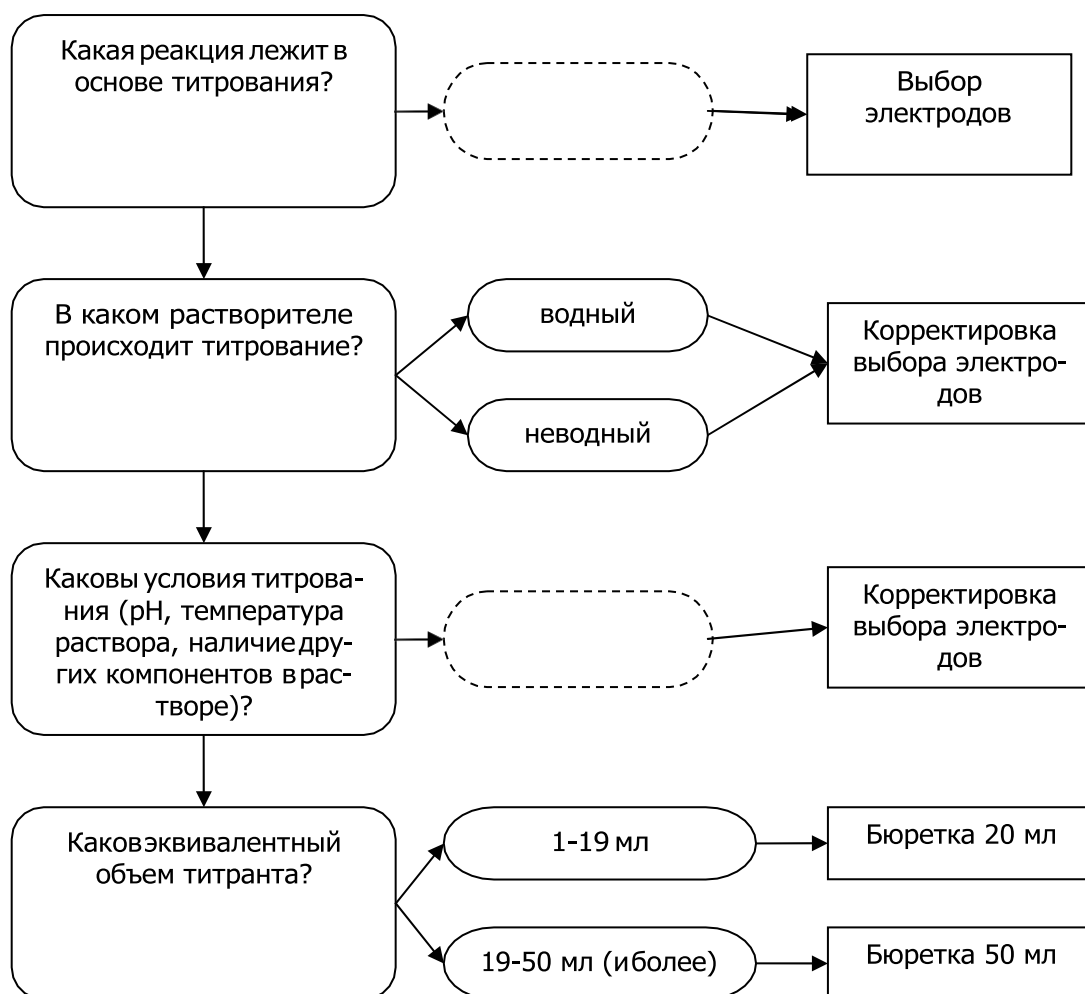 Какая реакция лежит в
основе титрования?
Выбор
электродов
В каком растворителе
происходит титрование?
водный
неводный
Корректировка
выбора электро-
дов
Каковы условия титрова-
ния (pH, температура
раствора, наличие дру-
гих компонентов в рас-
творе)?
Корректировка
выбора электро-
дов
Каков эквивалентный
объем титранта?
1-19 мл
Бюретка 20 мл
19-50 мл (и более)
Бюретка 50 мл